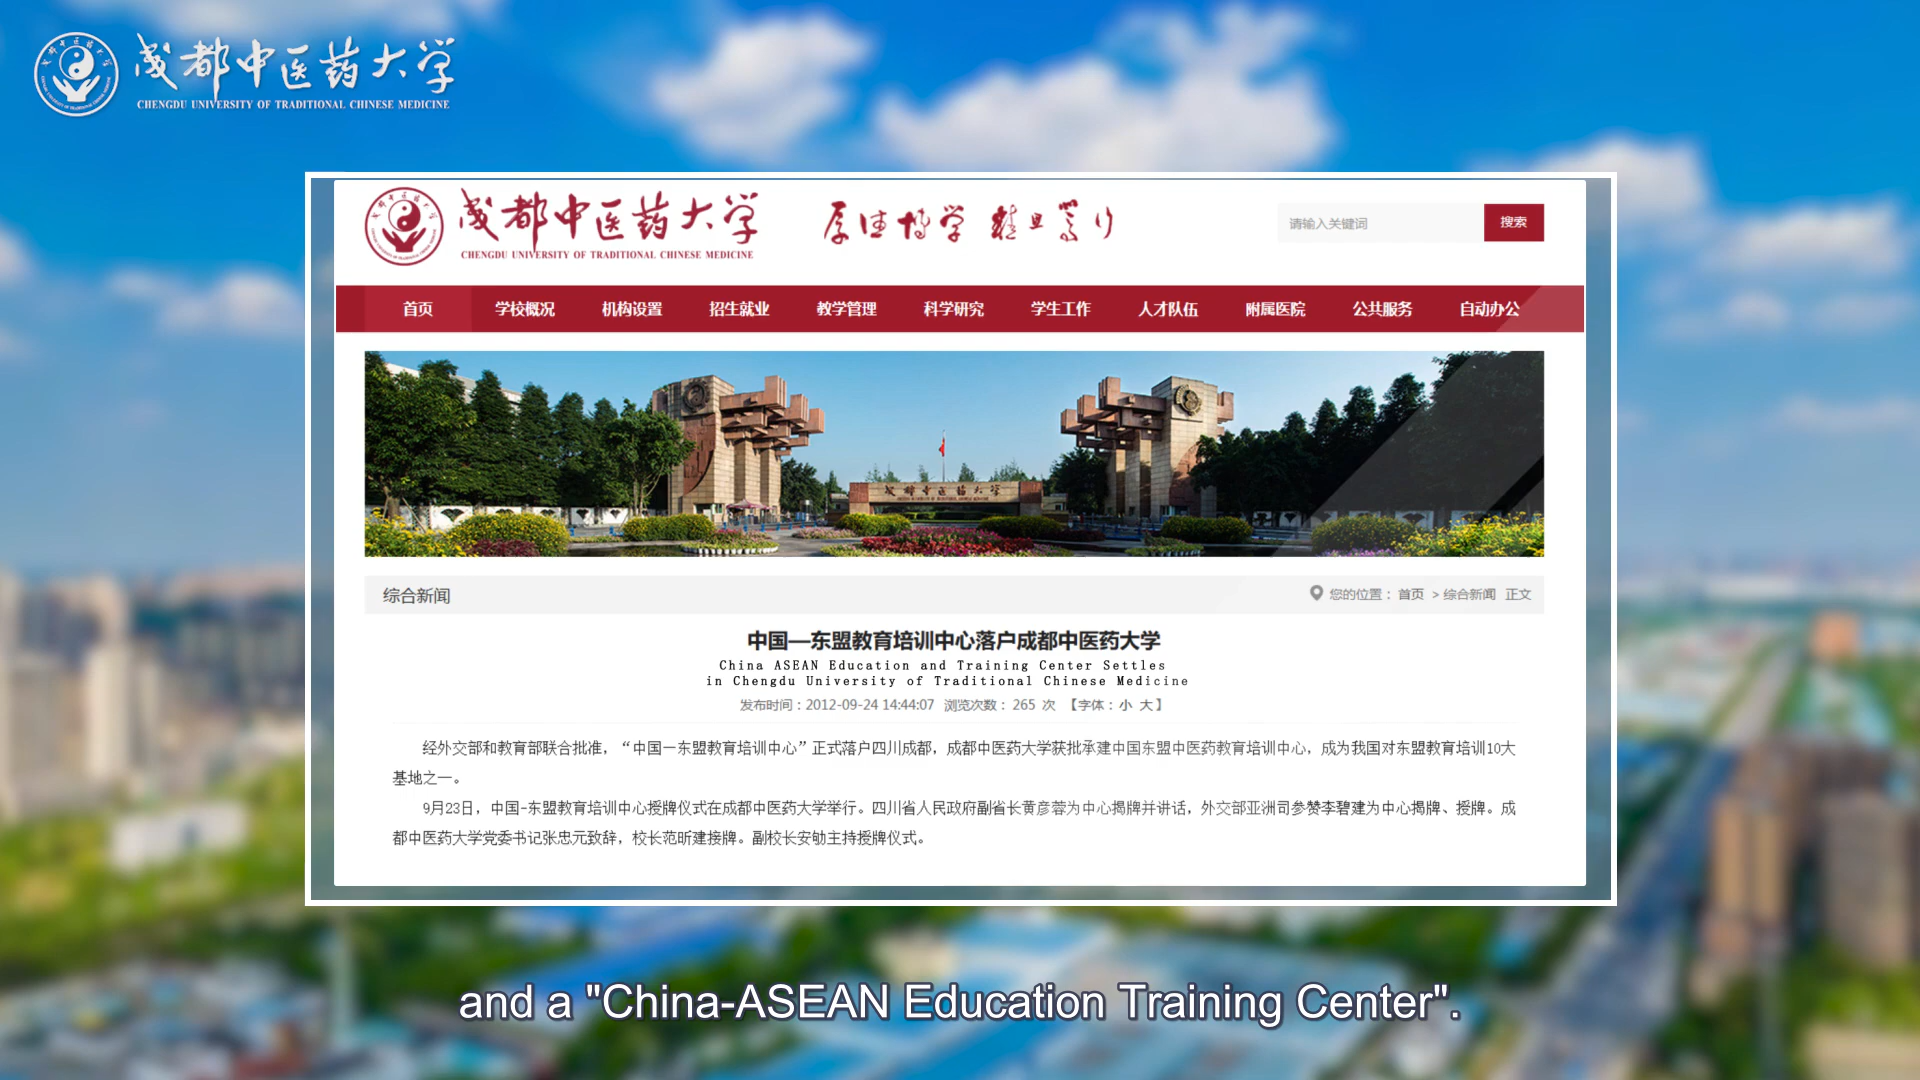 成都中医药大学
CHENGDU UNIVERSITY OF TRADITIONAL CHINESE MEDICINE
成都中医药大学
CHENGDU UNIVERSITY OF TRADITIONAL CHINESE MEDICINE
厚德博学 精思笃行
请输入关键词
搜索
首页 学校概况 机构设置 招生就业 教学管理 科学研究 学生工作 人才队伍 附属医院 公共服务 自动办公
成都中医药大学
综合新闻
您的位置： 首页 > 综合新闻 正文
中国—东盟教育培训中心落户成都中医药大学
China ASEAN Education and Training Center Settles
in Chengdu University of Traditional Chinese Medicine
发布时间：2012-09-24 14:44:07 浏览次数： 265 次 【字体： 小 大 】
经外交部和教育部联合批准，“中国—东盟教育培训中心”正式落户四川成都，成都中医药大学获批承建中国东盟中医药教育培训中心，成为我国对东盟教育培训10大
基地之一。
9月23日，中国-东盟教育培训中心授牌仪式在成都中医药大学举行。四川省人民政府副省长黄彦蓉为中心揭牌并讲话，外交部亚洲司参赞李碧建为中心揭牌、授牌。成
都中医药大学党委书记张忠元致辞，校长范昕建接牌。副校长安劬主持授牌仪式。
and a "China-ASEAN Education Training Center".